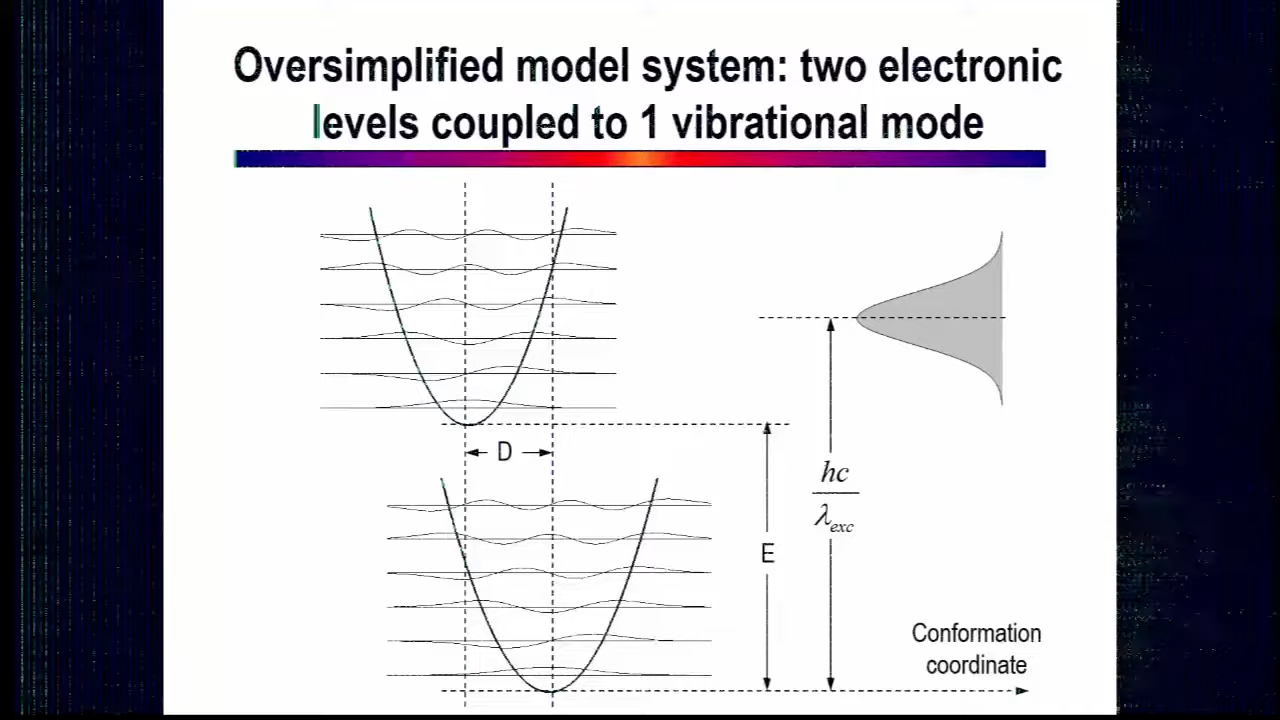 Oversimplified model system: two electronic
levels coupled to 1 vibrational mode
D
hc
λexc
E
Conformation
coordinate